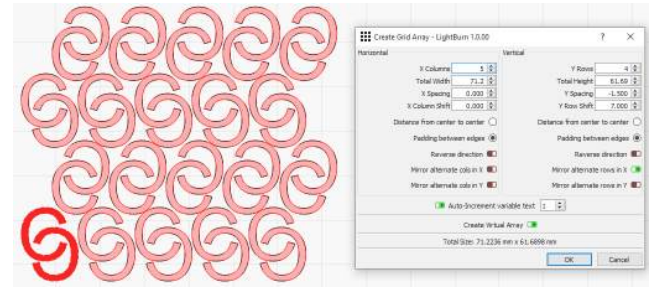 Create Grid Array - LightBurn 1.0.00 ? ×
Horizontal Vertical
X Columns 5 Y Rows 4
Total Width 71.2 Total Height 61.69
X Spacing 0.000 Y Spacing -1.500
X Column Shift 0.000 Y Row Shift 7.000
Distance from center to center Distance from center to center
Padding between edges Padding between edges
Reverse direction Reverse direction
Mirror alternate cols in X Mirror alternate rows in X
Mirror alternate cols in Y Mirror alternate rows in Y
Auto-Increment variable text 1
Create Virtual Array
Total Size: 71.2236 mm x 61.6898 mm
OK Cancel